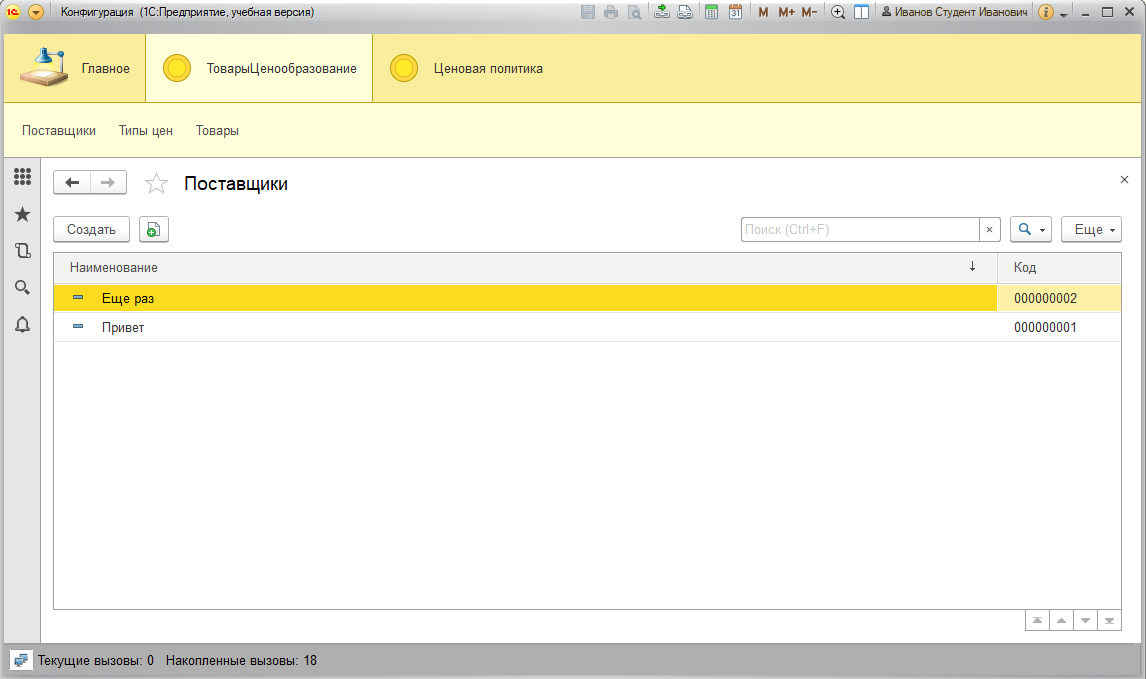 1С Конфигурация (1С:Предприятие, учебная версия) 31 M M+ M- Иванов Студент Иванович i
Главное ТоварыЦенообразование Ценовая политика
Поставщики Типы цен Товары
Поставщики
Создать Поиск (Ctrl+F) × Еще
Наименование ↓ Код
Еще раз 000000002
Привет 000000001
Текущие вызовы: 0 Накопленные вызовы: 18